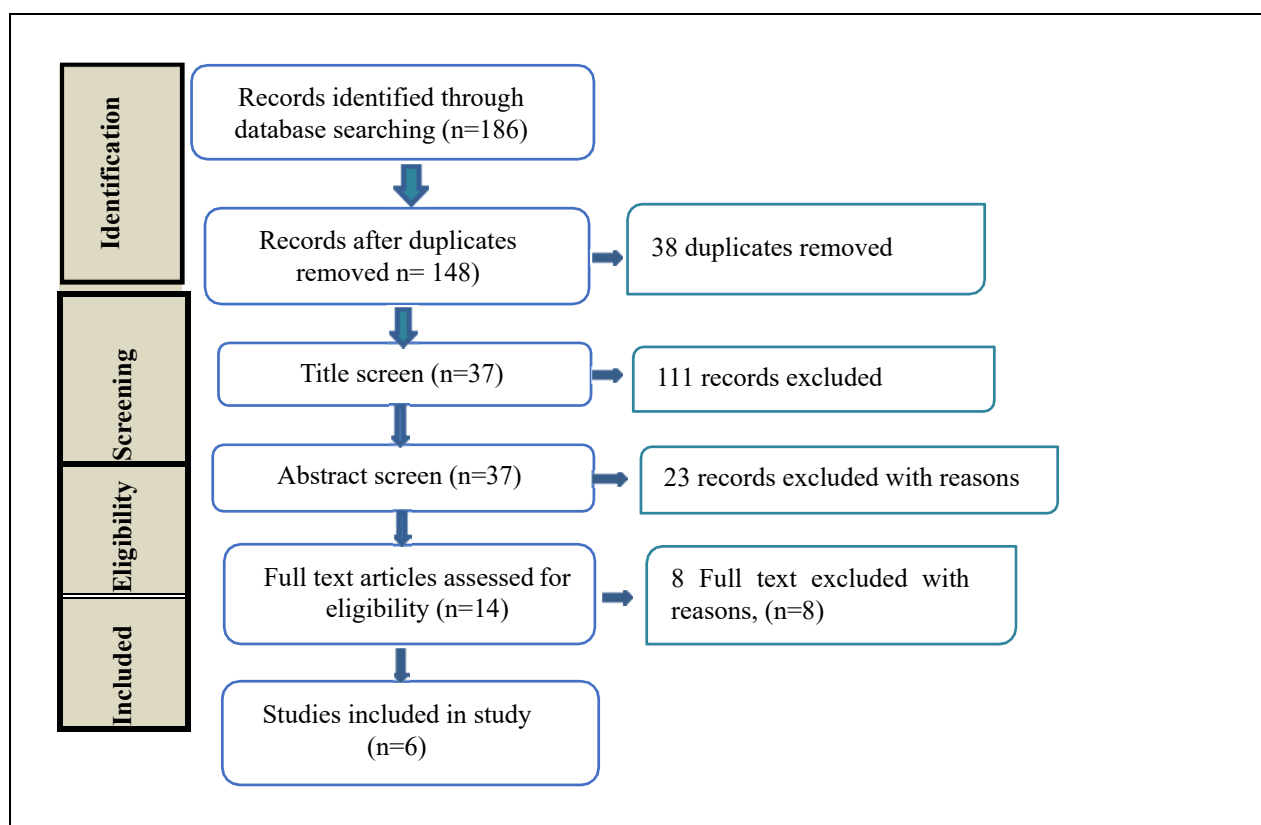 Identification
Records identified through
database searching (n=186)
Records after duplicates
removed n= 148)
38 duplicates removed
Screening
Title screen (n=37)
111 records excluded
Abstract screen (n=37)
23 records excluded with reasons
Eligibility
Full text articles assessed for
eligibility (n=14)
8 Full text excluded with
reasons, (n=8)
Included
Studies included in study
(n=6)